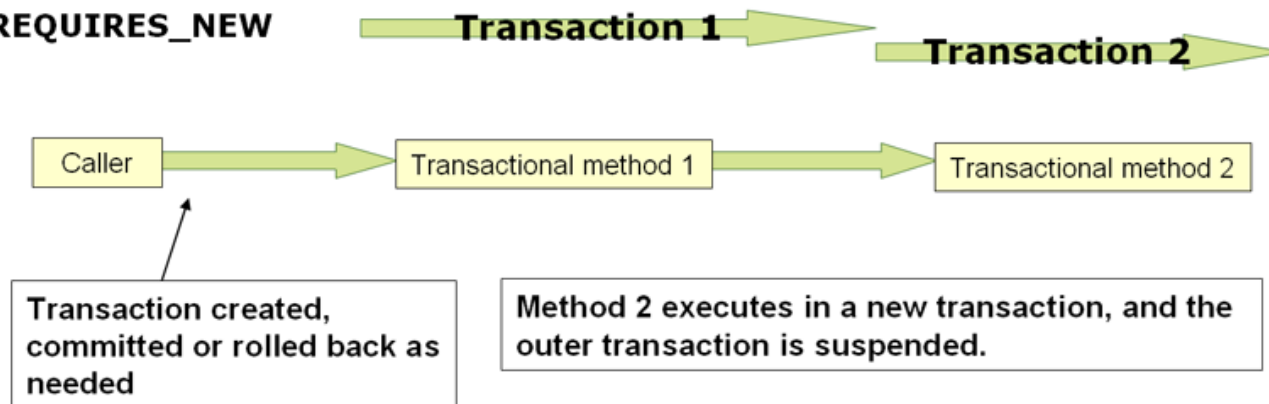 REQUIRES_NEW
Transaction 1
Transaction 2
Caller
Transactional method 1
Transactional method 2
Transaction created,
committed or rolled back as
needed
Method 2 executes in a new transaction, and the
outer transaction is suspended.